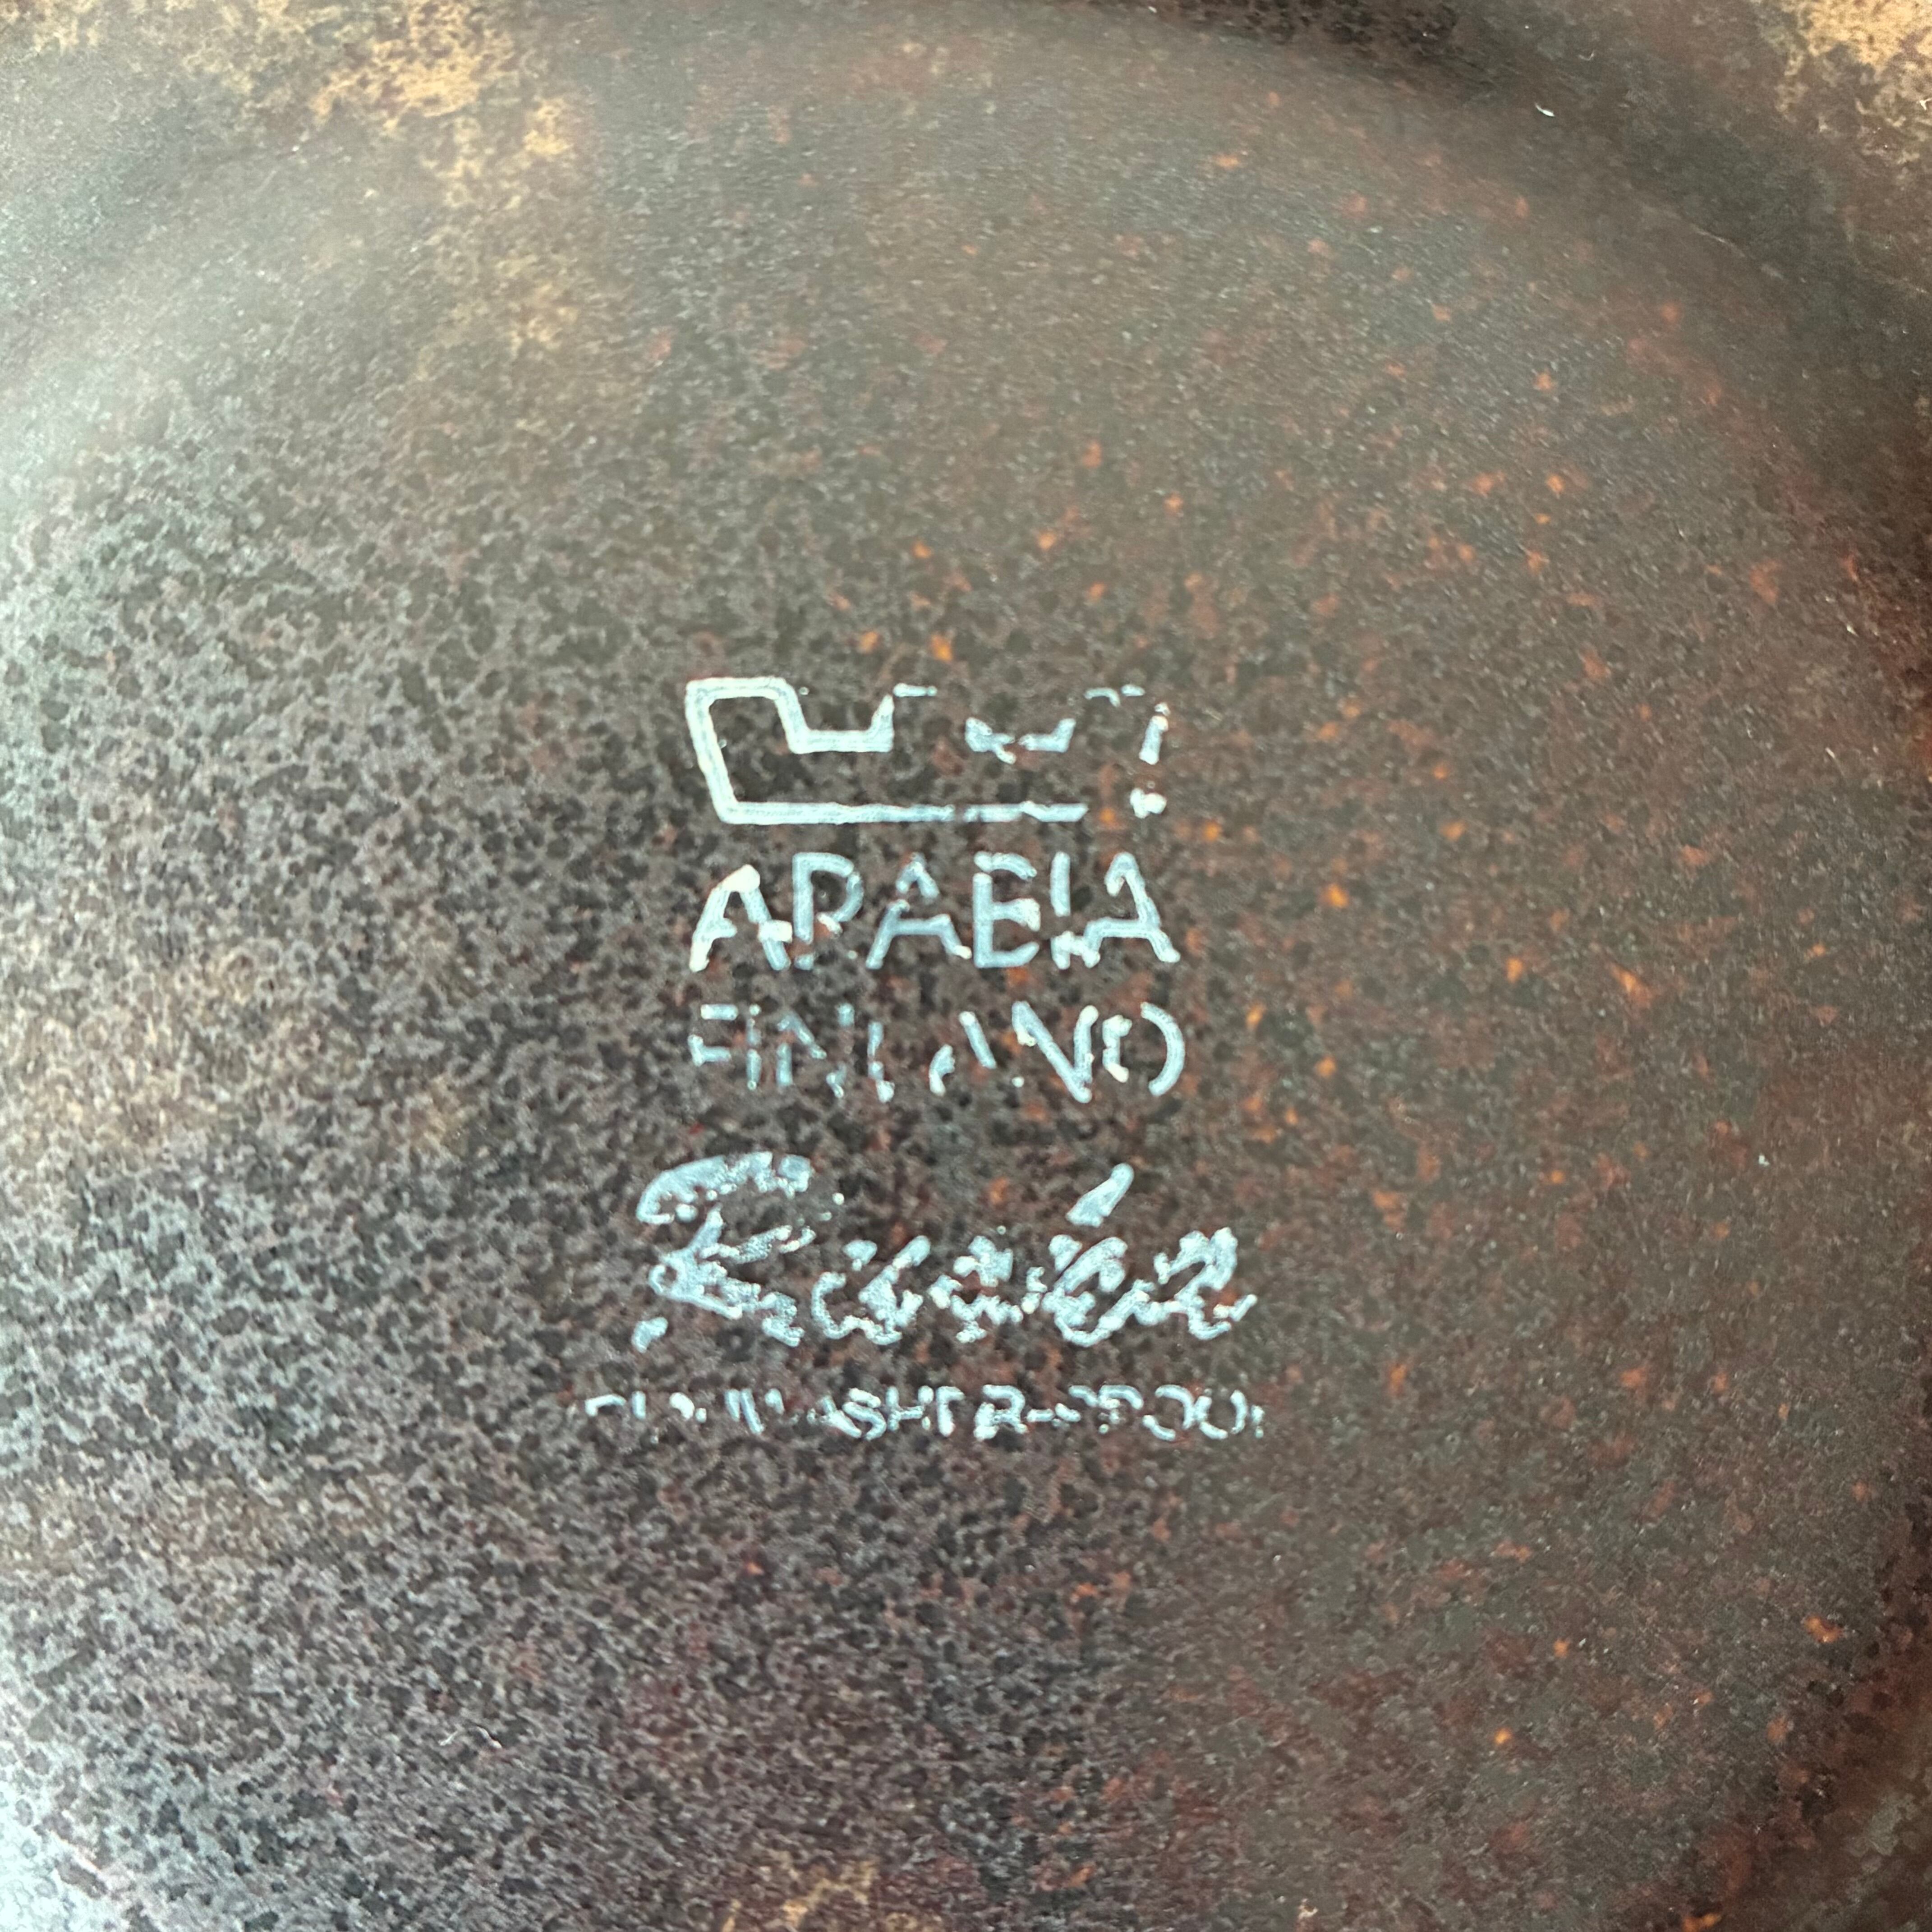 ARABIA
FINLAND
Ruska
DISHWASHER-PROOF